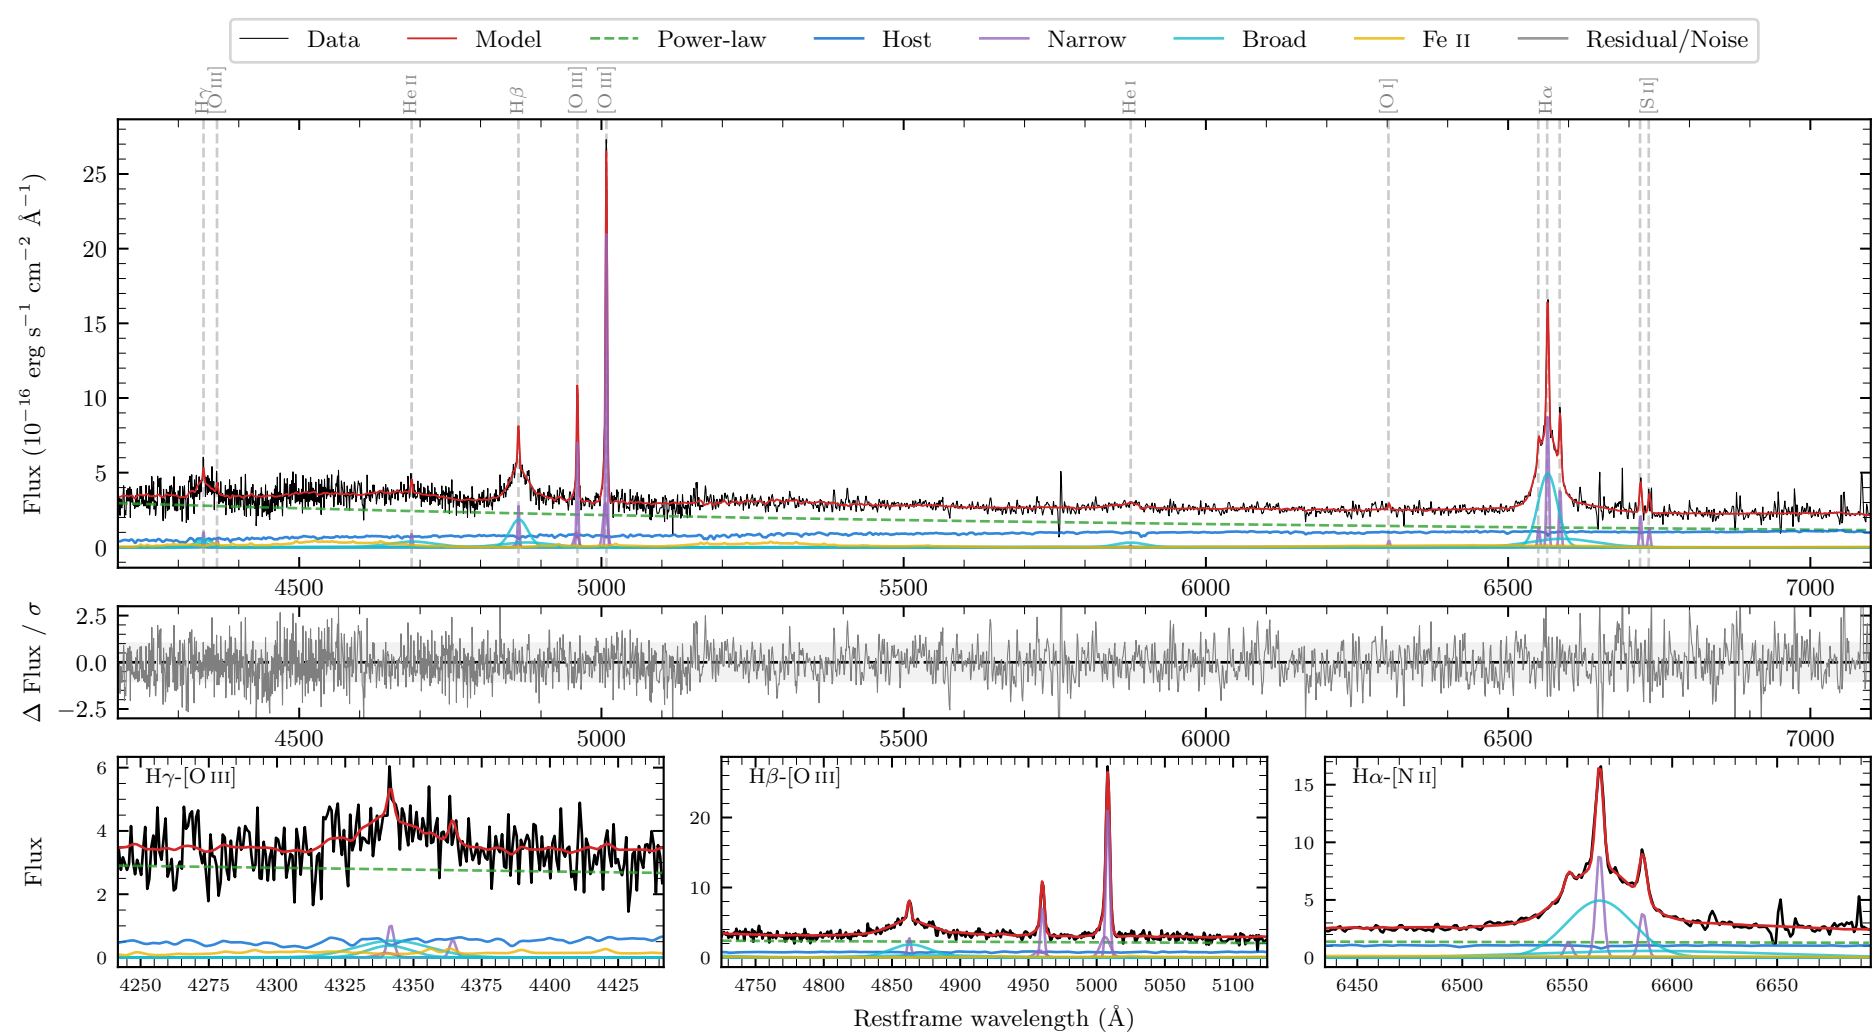 Data Model Power-law Host Narrow Broad Fe II Residual/Noise
Hγ [O III] He II Hβ [O III] [O III] He I [O I] Hα [S II]
Flux (10⁻¹⁶ erg s⁻¹ cm⁻² Å⁻¹)
25
20
15
10
5
0
4500 5000 5500 6000 6500 7000
Δ Flux / σ
2.5
0.0
−2.5
4500 5000 5500 6000 6500 7000
Flux
Hγ-[O III]
6
4
2
0
4250 4275 4300 4325 4350 4375 4400 4425
Hβ-[O III]
20
10
0
4750 4800 4850 4900 4950 5000 5050 5100
Hα-[N II]
15
10
5
0
6450 6500 6550 6600 6650
Restframe wavelength (Å)